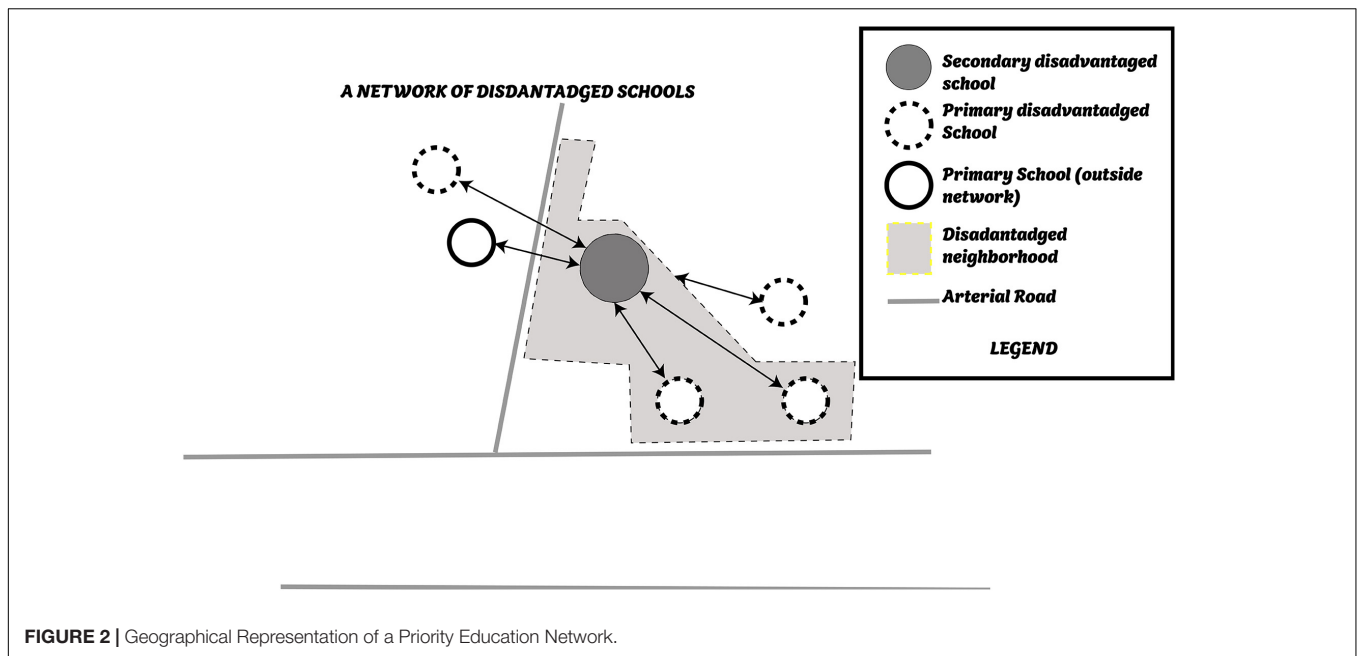 A NETWORK OF DISDANTADGED SCHOOLS
Secondary disadvantaged
school
Primary disadvantadged
School
Primary School (outside
network)
Disadantadged
neighborhood
Arterial Road
LEGEND
FIGURE 2 | Geographical Representation of a Priority Education Network.